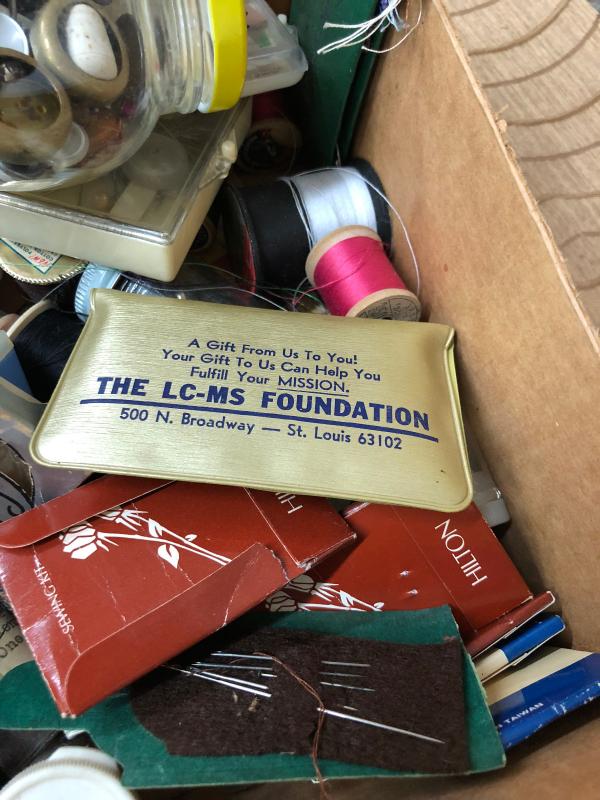 A Gift From Us To You!
Your Gift To Us Can Help You
Fulfill Your MISSION.
THE LC-MS FOUNDATION
500 N. Broadway — St. Louis 63102
HILTON
HILTON
SEWING KIT
TAIWAN